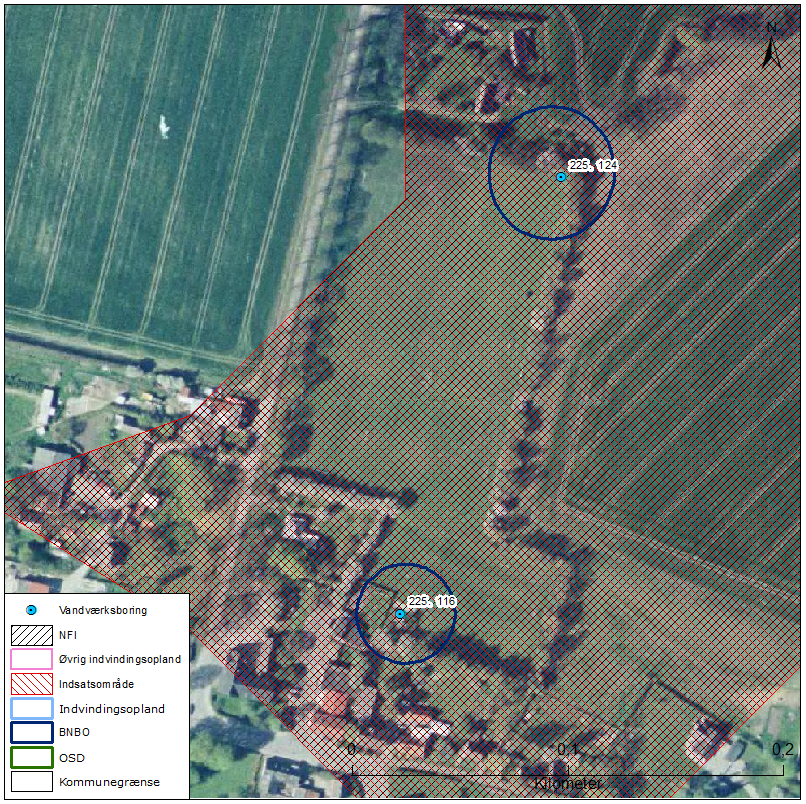 N
225. 124
225. 116
Vandværksboring
NFI
Øvrig indvindingsopland
Indsatsområde
Indvindingsopland
BNBO
OSD
Kommunegrænse
0 0,1 0,2
Kilometer